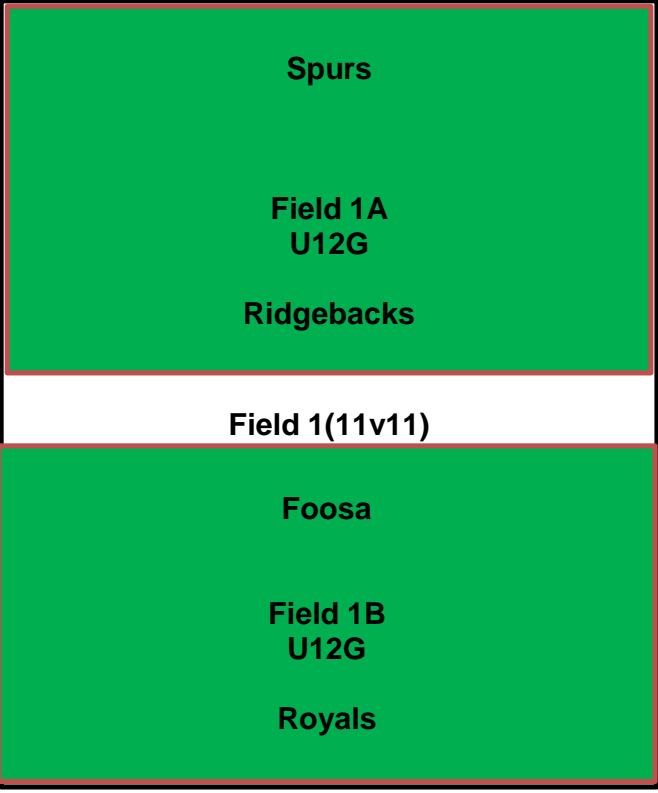 Spurs
Field 1A
U12G
Ridgebacks
Field 1(11v11)
Foosa
Field 1B
U12G
Royals